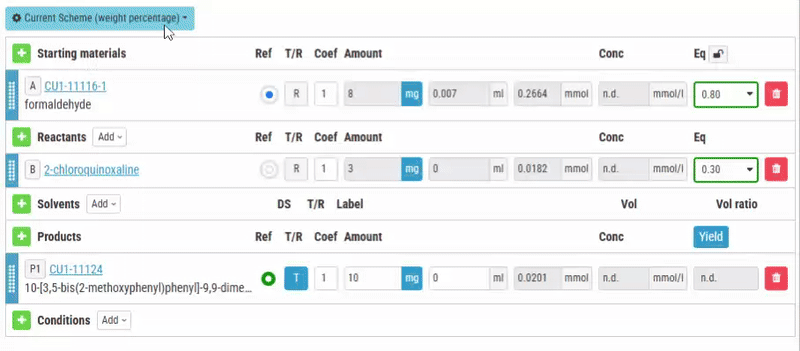 Current Scheme (weight percentage)
Starting materials Ref T/R Coef Amount Conc Eq
A CU1-11116-1 R 1 8 mg 0.007 ml 0.2664 mmol n.d. mmol/l 0.80
formaldehyde
Reactants Add Ref T/R Coef Amount Conc Eq
B 2-chloroquinoxaline R 1 3 mg 0 ml 0.0182 mmol n.d. mmol/l 0.30
Solvents Add DS T/R Label Vol Vol ratio
Products Ref T/R Coef Amount Conc Yield
P1 CU1-11124 T 1 10 mg 0 ml 0.0201 mmol n.d. mmol/l n.d.
10-[3,5-bis(2-methoxyphenyl)phenyl]-9,9-dime...
Conditions Add